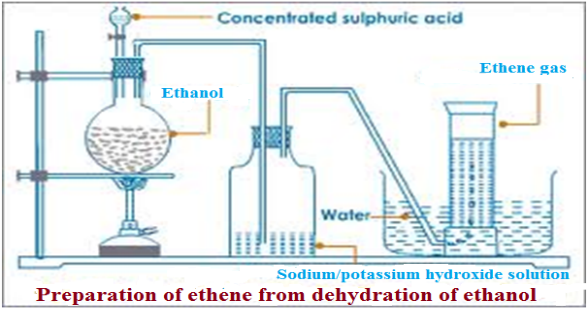 Concentrated sulphuric acid
Ethene gas
Ethanol
Water
Sodium/potassium hydroxide solution
Preparation of ethene from dehydration of ethanol